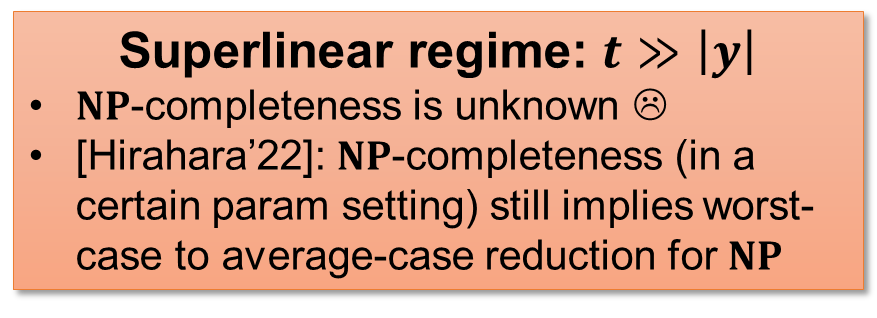 Superlinear regime: 𝒕 ≫ |𝒚|
• NP-completeness is unknown ☹
• [Hirahara'22]: NP-completeness (in a
certain param setting) still implies worst-
case to average-case reduction for NP